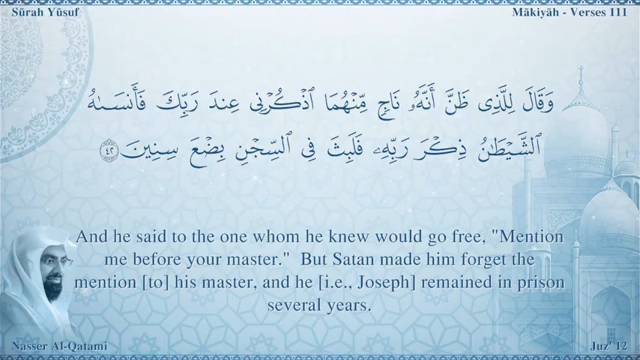 Sūrah Yūsuf
Mākiyāh - Verses 111
وَقَالَ لِلَّذِى ظَنَّ أَنَّهُۥ نَاجٍۢ مِّنْهُمَا ٱذْكُرْنِى عِندَ رَبِّكَ فَأَنسَىٰهُ
ٱلشَّيْطَـٰنُ ذِكْرَ رَبِّهِۦ فَلَبِثَ فِى ٱلسِّجْنِ بِضْعَ سِنِينَ ٤٢
And he said to the one whom he knew would go free, "Mention
me before your master."  But Satan made him forget the
mention [to] his master, and he [i.e., Joseph] remained in prison
several years.
Nasser Al-Qatami
Juz' 12